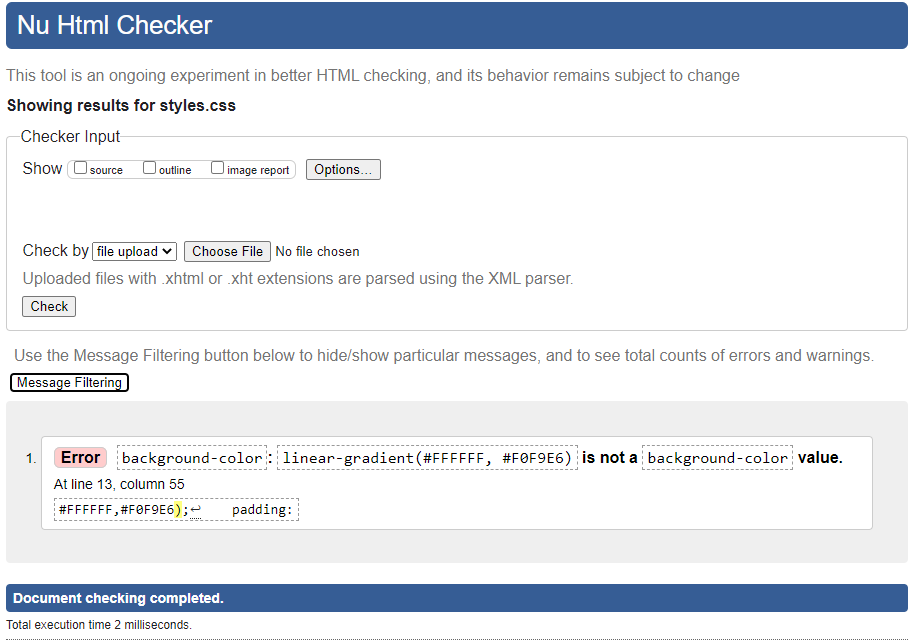 Nu Html Checker
This tool is an ongoing experiment in better HTML checking, and its behavior remains subject to change
Showing results for styles.css
Checker Input
Show source outline image report Options...
Check by file upload Choose File No file chosen
Uploaded files with .xhtml or .xht extensions are parsed using the XML parser.
Check
Use the Message Filtering button below to hide/show particular messages, and to see total counts of errors and warnings.
Message Filtering
1. Error background-color: linear-gradient(#FFFFFF, #F0F9E6) is not a background-color value.
At line 13, column 55
#FFFFFF,#F0F9E6);↩ padding:
Document checking completed.
Total execution time 2 milliseconds.